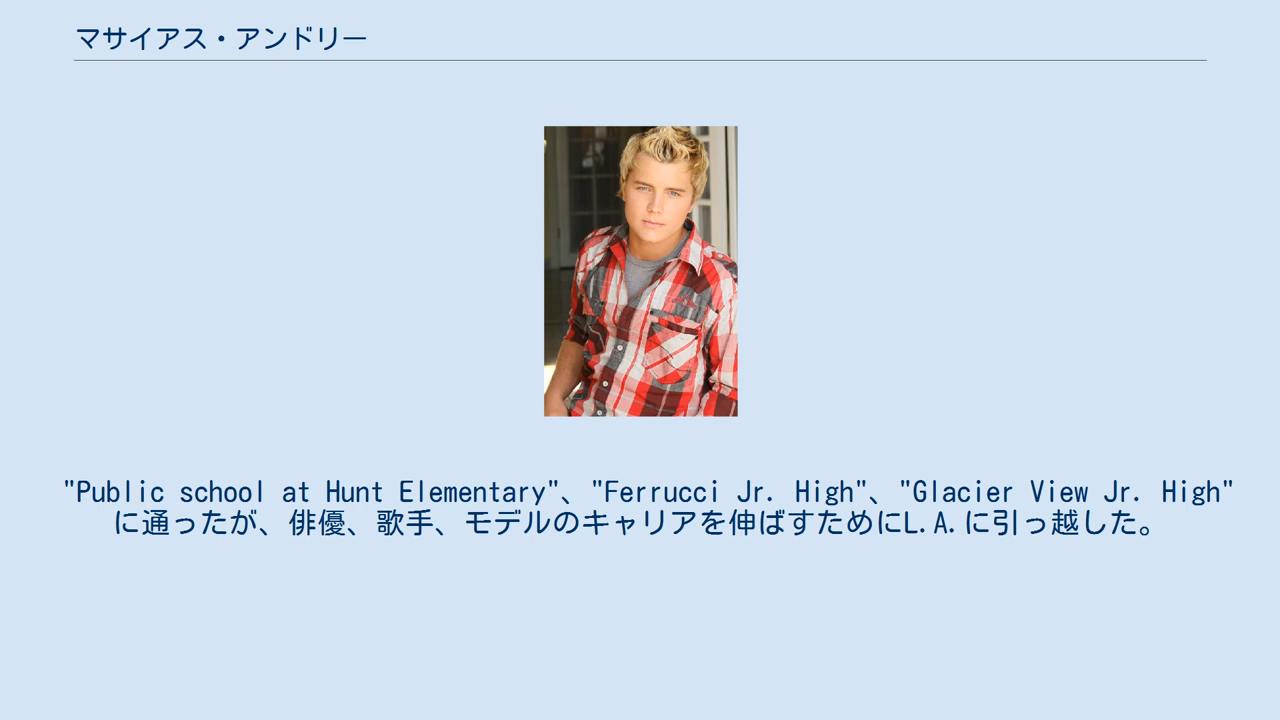 マサイアス・アンドリー
"Public school at Hunt Elementary"、"Ferrucci Jr. High"、"Glacier View Jr. High"
に通ったが、俳優、歌手、モデルのキャリアを伸ばすためにL.A.に引っ越した。